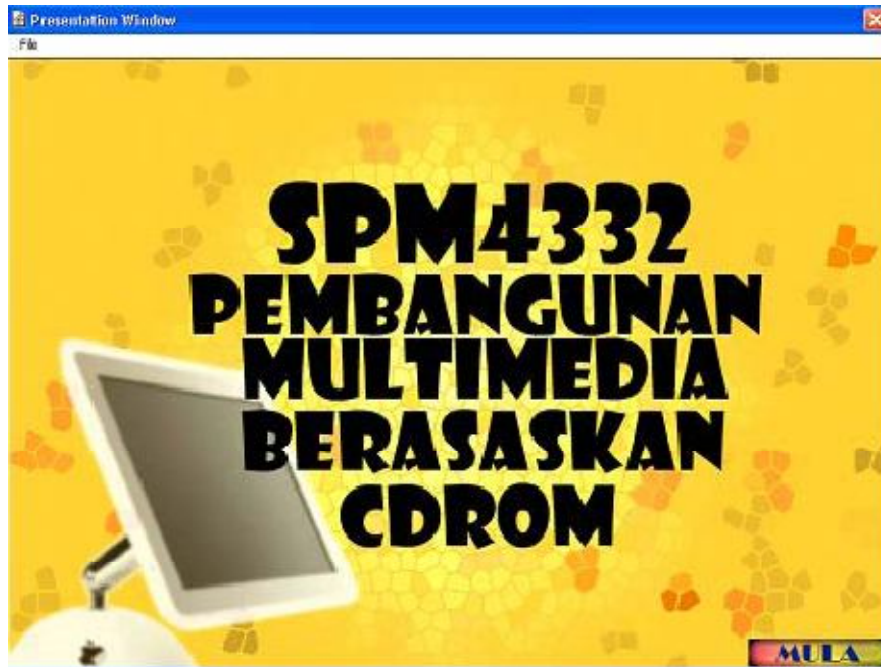 Presentation Window
File
SPM4332
PEMBANGUNAN
MULTIMEDIA
BERASASKAN
CDROM
MULA